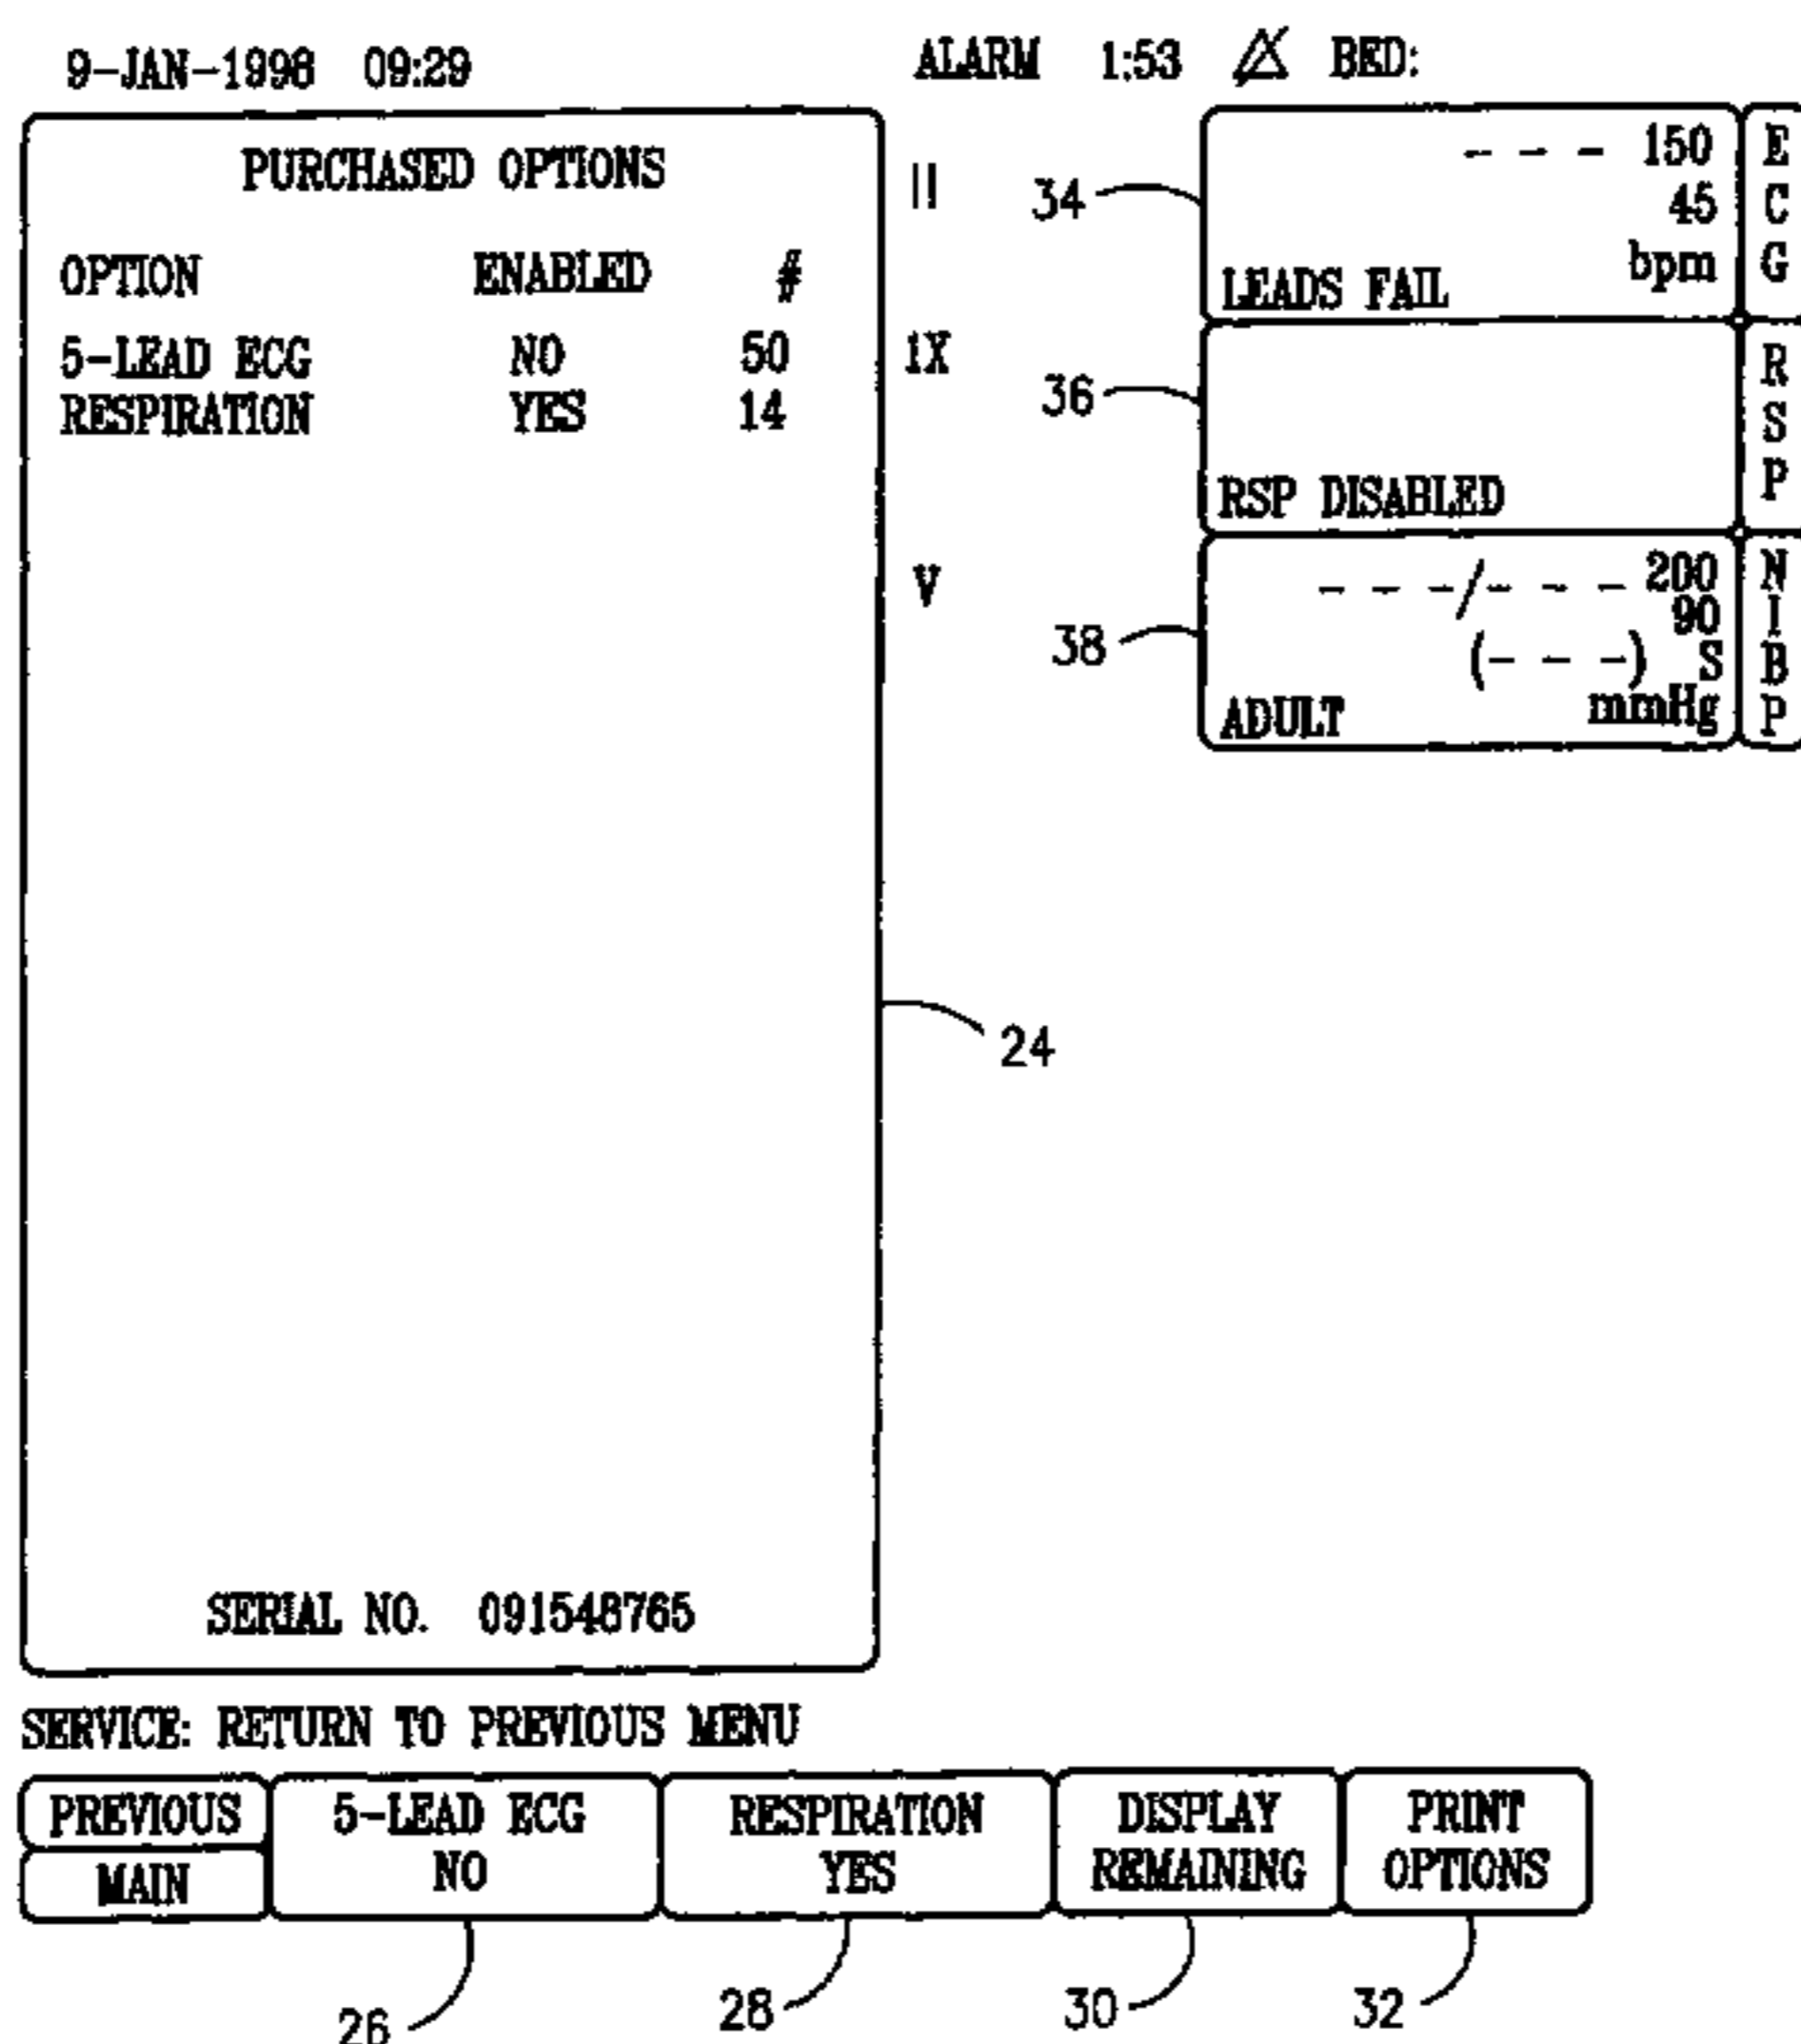 9-JAN-1998 09:29
ALARM 1:53 BED:
PURCHASED OPTIONS
OPTION ENABLED #
5-LEAD ECG NO 50
RESPIRATION YES 14
SERIAL NO. 091548765
II
1X
V
34
- - - 150
45
bpm
LEADS FAIL
ECG
36
RSP DISABLED
RSP
38
- - -/- - - 200
90
(- - -) S
ADULT mmHg
NIBP
24
SERVICE: RETURN TO PREVIOUS MENU
PREVIOUS
MAIN
5-LEAD ECG
NO
RESPIRATION
YES
DISPLAY
REMAINING
PRINT
OPTIONS
26 28 30 32